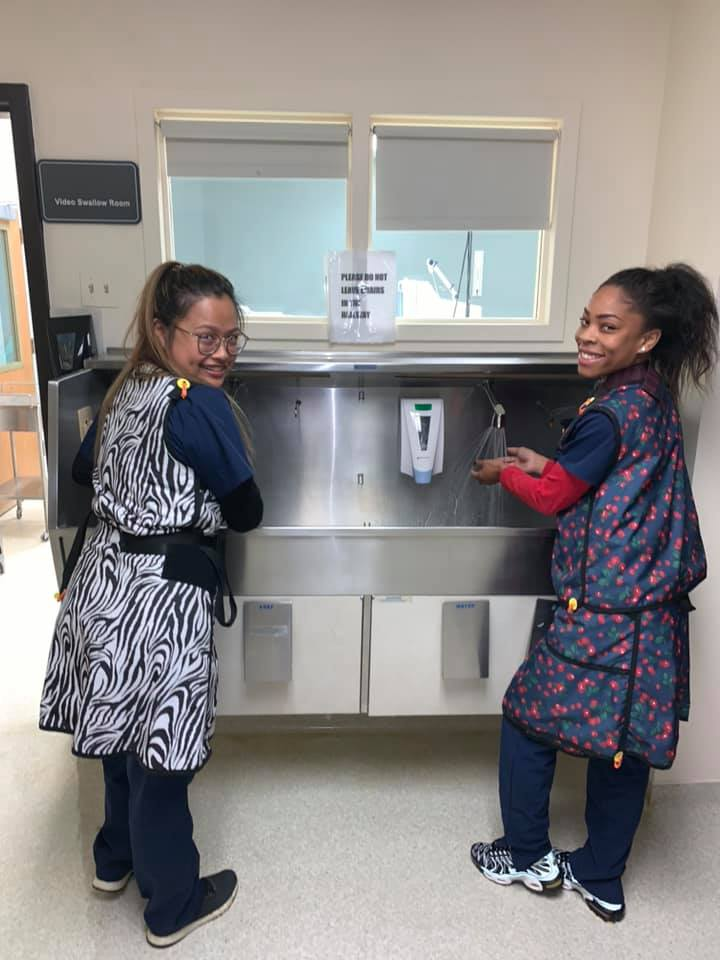 Video Swallow Room
PLEASE DO NOT
LEAVE CHAIRS
IN THE
HALLWAY